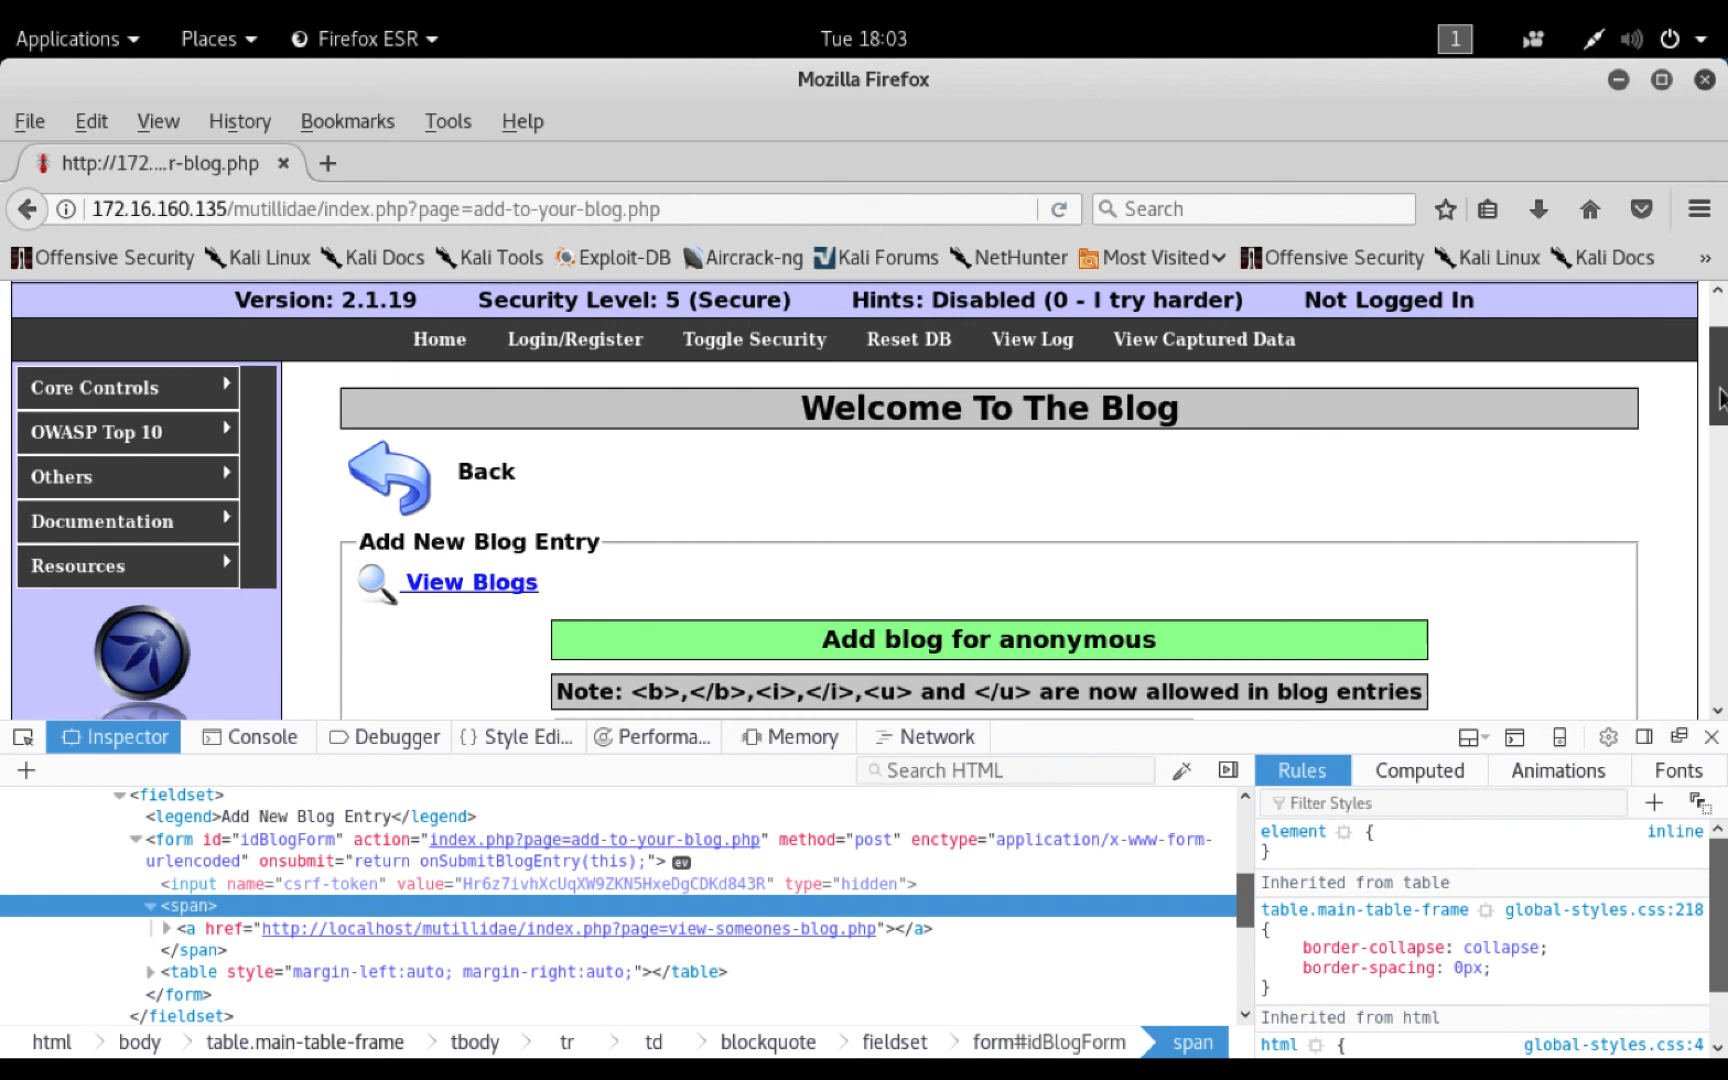 Applications Places Firefox ESR Tue 18:03 1
Mozilla Firefox
File Edit View History Bookmarks Tools Help
http://172....r-blog.php
172.16.160.135/mutillidae/index.php?page=add-to-your-blog.php Search
Offensive Security Kali Linux Kali Docs Kali Tools Exploit-DB Aircrack-ng Kali Forums NetHunter Most Visited Offensive Security Kali Linux Kali Docs »
Version: 2.1.19 Security Level: 5 (Secure) Hints: Disabled (0 - I try harder) Not Logged In
Home Login/Register Toggle Security Reset DB View Log View Captured Data
Core Controls
OWASP Top 10
Others
Documentation
Resources
Welcome To The Blog
Back
Add New Blog Entry
View Blogs
Add blog for anonymous
Note: <b>,</b>,<i>,</i>,<u> and </u> are now allowed in blog entries
Inspector Console Debugger {} Style Edi... Performa... Memory Network
+ Search HTML
<fieldset>
<legend>Add New Blog Entry</legend>
<form id="idBlogForm" action="index.php?page=add-to-your-blog.php" method="post" enctype="application/x-www-form-
urlencoded" onsubmit="return onSubmitBlogEntry(this);"> ev
<input name="csrf-token" value="Hr6z7ivhXcUqXW9ZKN5HxeDgCDKd843R" type="hidden">
<span>
<a href="http://localhost/mutillidae/index.php?page=view-someones-blog.php"></a>
</span>
<table style="margin-left:auto; margin-right:auto;"></table>
</form>
</fieldset>
html body table.main-table-frame tbody tr td blockquote fieldset form#idBlogForm span
Rules Computed Animations Fonts
Filter Styles +
element { inline
}
Inherited from table
table.main-table-frame global-styles.css:218
{
border-collapse: collapse;
border-spacing: 0px;
}
Inherited from html
html { global-styles.css:4